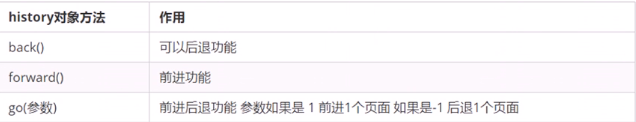 history对象方法 作用
back() 可以后退功能
forward() 前进功能
go(参数) 前进后退功能 参数如果是 1 前进1个页面 如果是-1 后退1个页面